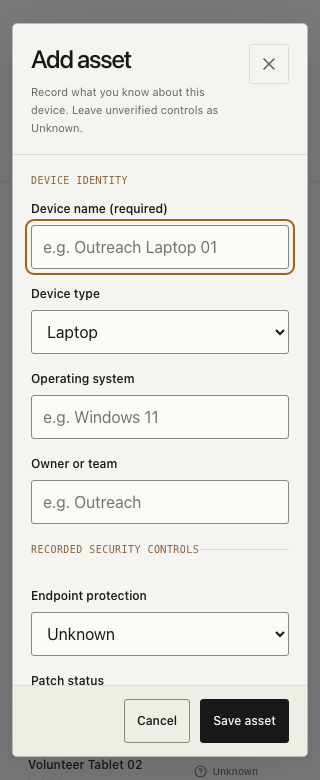 Add asset
Record what you know about this
device. Leave unverified controls as
Unknown.
DEVICE IDENTITY
Device name (required)
e.g. Outreach Laptop 01
Device type
Laptop
Operating system
e.g. Windows 11
Owner or team
e.g. Outreach
RECORDED SECURITY CONTROLS
Endpoint protection
Unknown
Patch status
Cancel
Save asset
Volunteer Tablet 02
Unknown